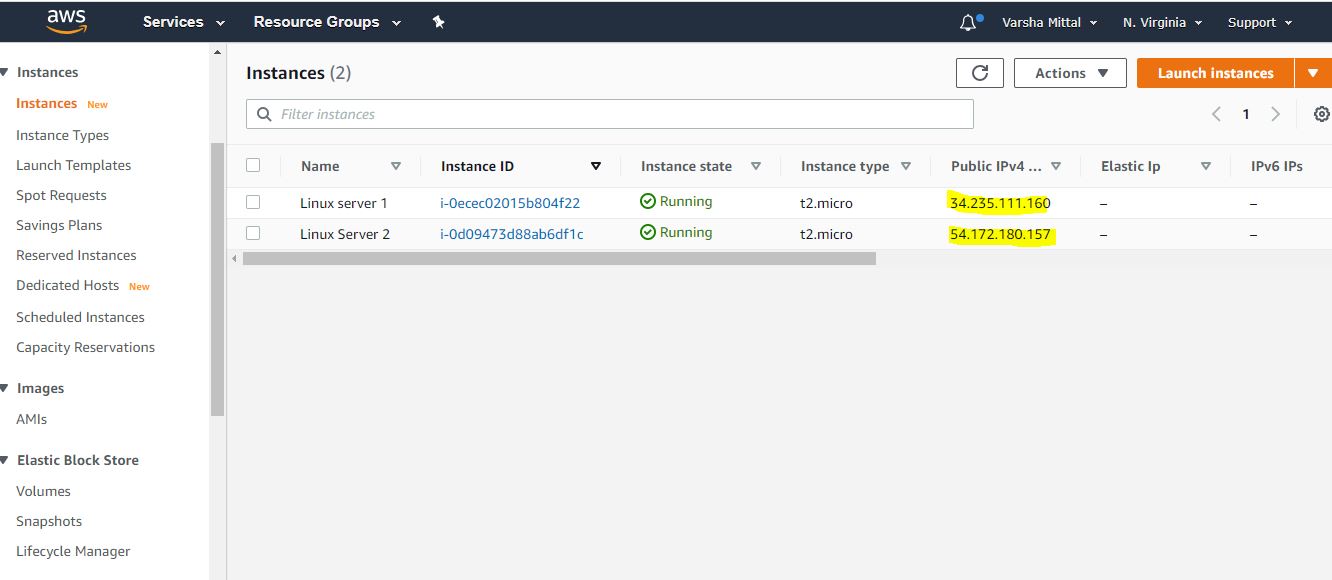 aws Services Resource Groups Varsha Mittal N. Virginia Support
Instances
Instances New
Instance Types
Launch Templates
Spot Requests
Savings Plans
Reserved Instances
Dedicated Hosts New
Scheduled Instances
Capacity Reservations
Images
AMIs
Elastic Block Store
Volumes
Snapshots
Lifecycle Manager
Instances (2) Actions Launch instances
Filter instances 1
Name Instance ID Instance state Instance type Public IPv4 ... Elastic Ip IPv6 IPs
Linux server 1 i-0ecec02015b804f22 Running t2.micro 34.235.111.160 – –
Linux Server 2 i-0d09473d88ab6df1c Running t2.micro 54.172.180.157 – –